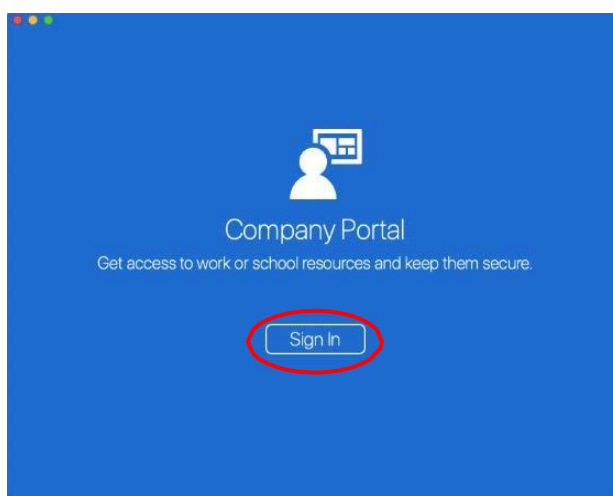 Company Portal
Get access to work or school resources and keep them secure.
Sign In